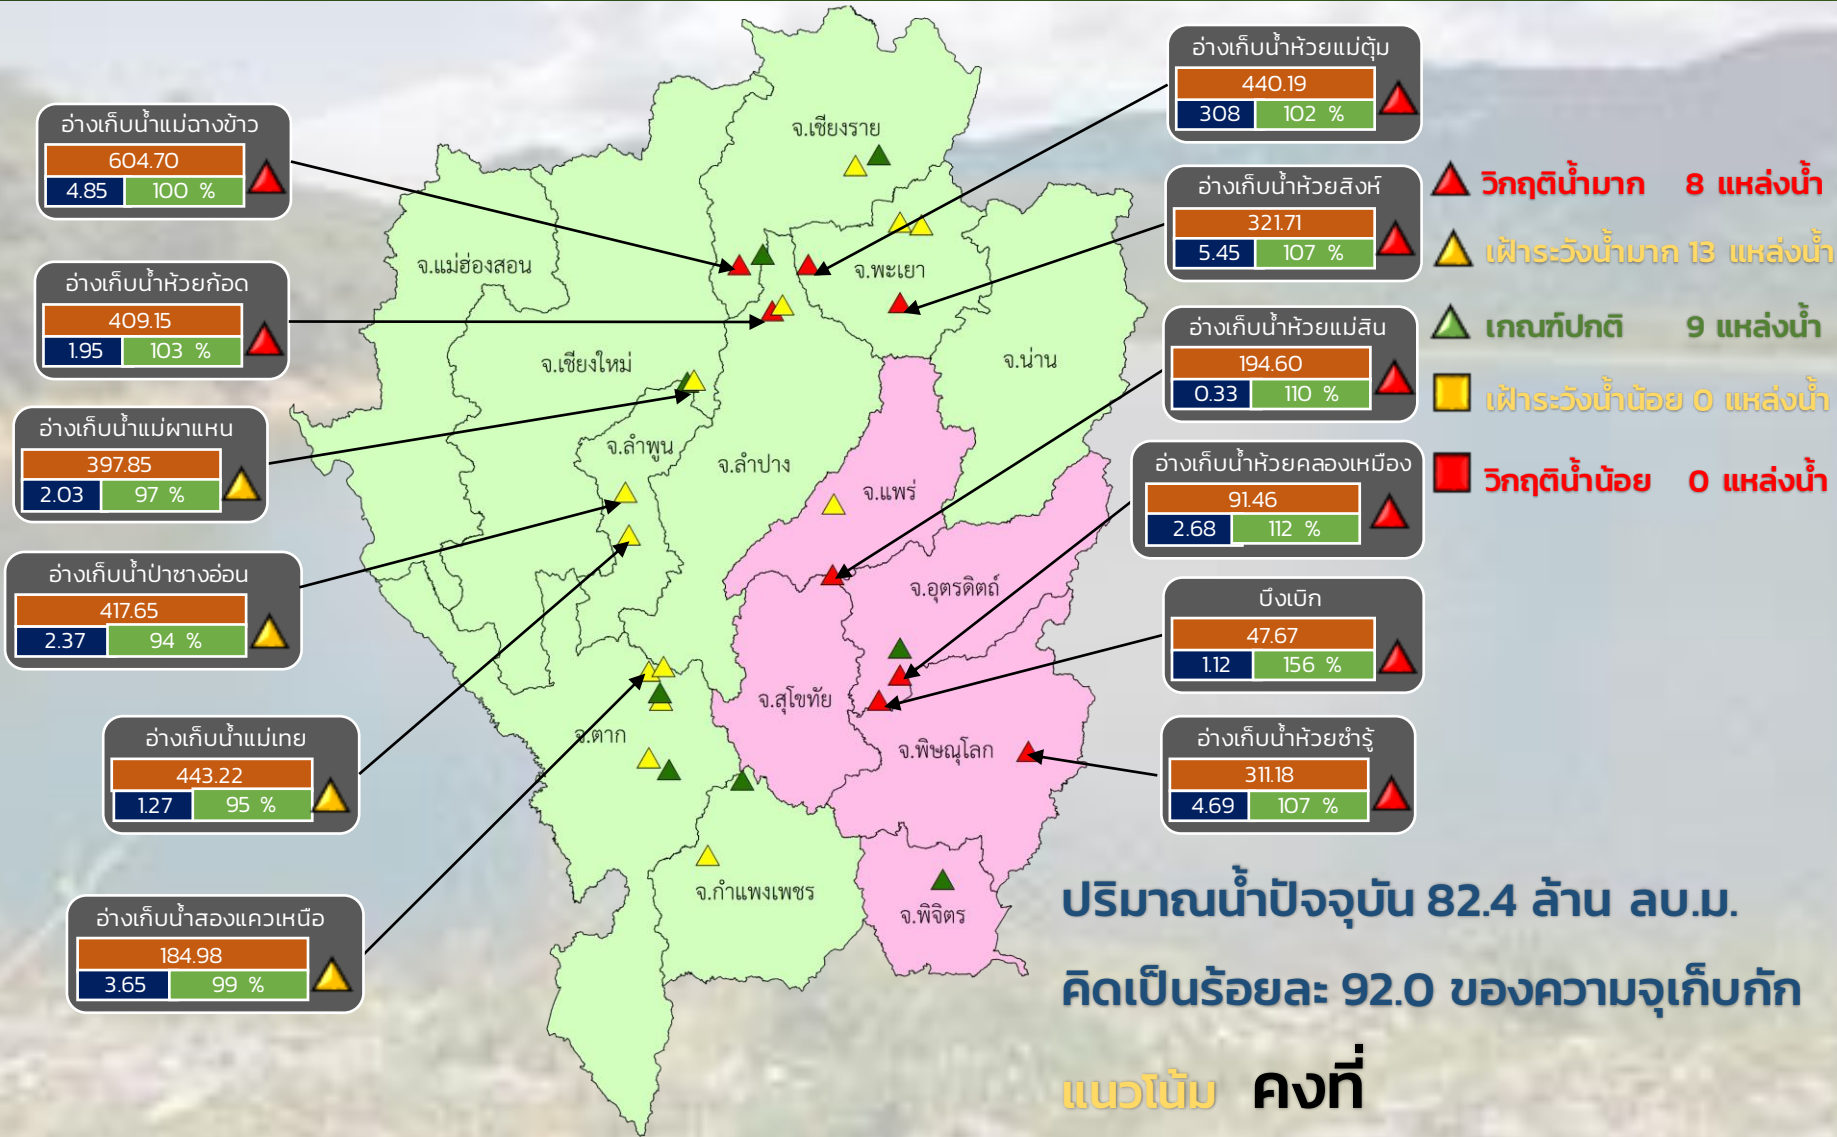 อ่างเก็บน้ำแม่ฉางข้าว
604.70
4.85 100 %
อ่างเก็บน้ำห้วยก้อด
409.15
1.95 103 %
อ่างเก็บน้ำแม่ผาแหน
397.85
2.03 97 %
อ่างเก็บน้ำป่าซางอ่อน
417.65
2.37 94 %
อ่างเก็บน้ำแม่เทย
443.22
1.27 95 %
อ่างเก็บน้ำสองแควเหนือ
184.98
3.65 99 %
จ.เชียงราย
จ.แม่ฮ่องสอน
จ.พะเยา
จ.เชียงใหม่
จ.น่าน
จ.ลำพูน
จ.ลำปาง
จ.แพร่
จ.อุตรดิตถ์
จ.สุโขทัย
จ.ตาก
จ.พิษณุโลก
จ.กำแพงเพชร
จ.พิจิตร
อ่างเก็บน้ำห้วยแม่ตุ้ม
440.19
308 102 %
อ่างเก็บน้ำห้วยสิงห์
321.71
5.45 107 %
อ่างเก็บน้ำห้วยแม่สิน
194.60
0.33 110 %
อ่างเก็บน้ำห้วยคลองเหมือง
91.46
2.68 112 %
บึงเบิก
47.67
1.12 156 %
อ่างเก็บน้ำห้วยซำรู้
311.18
4.69 107 %
วิกฤติน้ำมาก 8 แหล่งน้ำ
เฝ้าระวังน้ำมาก 13 แหล่งน้ำ
เกณฑ์ปกติ 9 แหล่งน้ำ
เฝ้าระวังน้ำน้อย 0 แหล่งน้ำ
วิกฤติน้ำน้อย 0 แหล่งน้ำ
ปริมาณน้ำปัจจุบัน 82.4 ล้าน ลบ.ม.
คิดเป็นร้อยละ 92.0 ของความจุเก็บกัก
แนวโน้ม คงที่